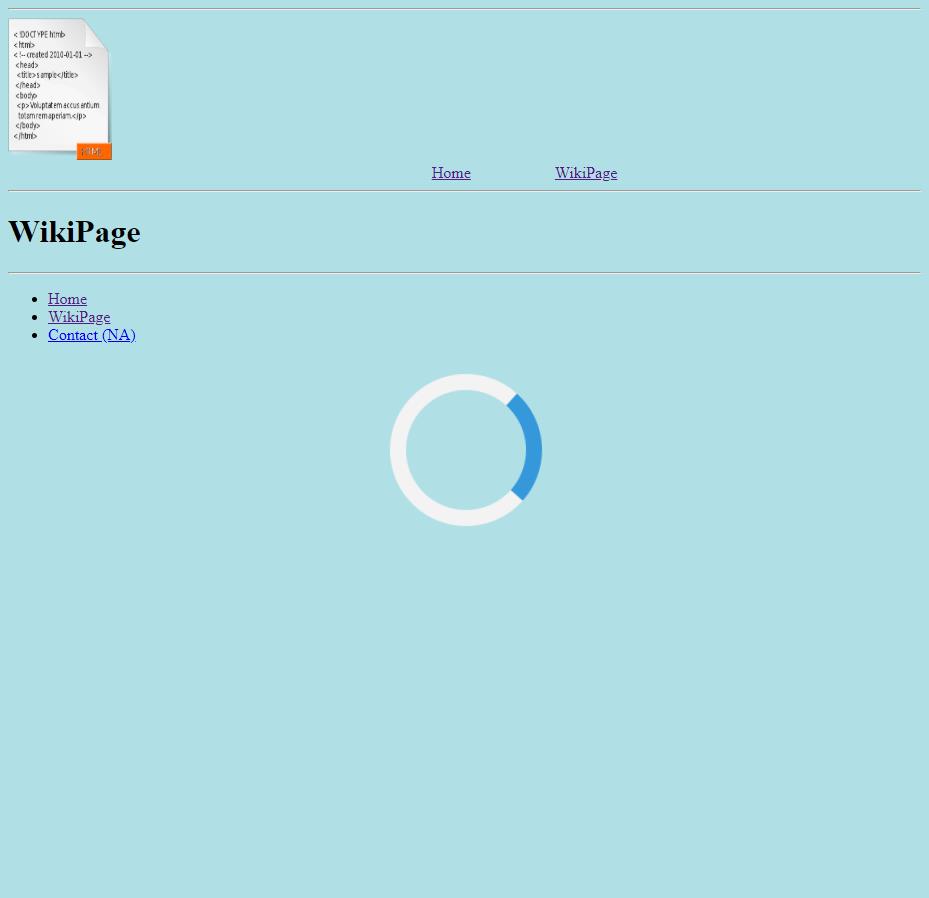 <!DOCTYPE html>
<html>
<!-- created 2010-01-01 -->
<head>
<title>sample</title>
</head>
<body>
<p>Voluptatem accusantium
totam rem aperiam.</p>
</body>
</html>
HTML
Home WikiPage
WikiPage
Home
WikiPage
Contact (NA)